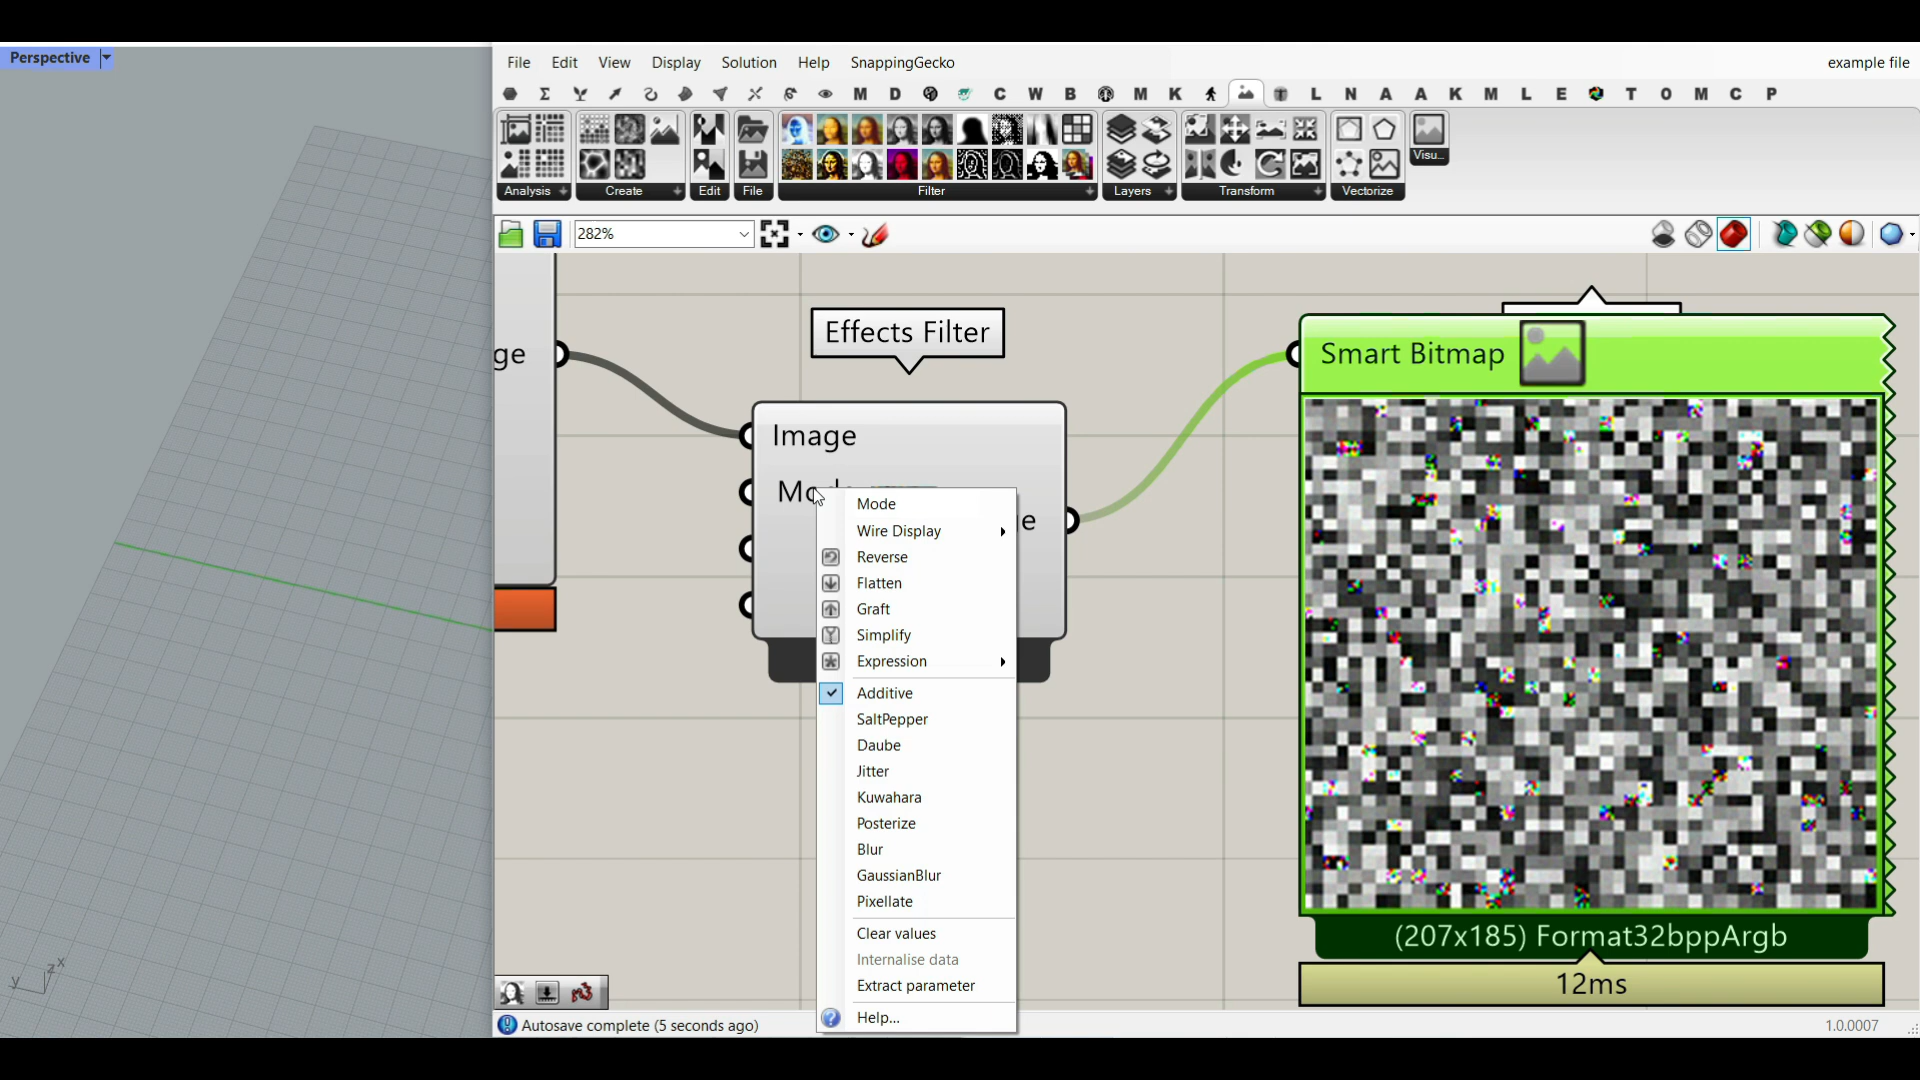 Perspective
File Edit View Display Solution Help SnappingGecko example file
Σ M D C W B M K L N A A K M L E T O M C P
Analysis Create Edit File Filter Layers Transform Vectorize Visu...
282%
Effects Filter
ge
Image
ge
Smart Bitmap
Mode
Wire Display
Reverse
Flatten
Graft
Simplify
Expression
Additive
SaltPepper
Daube
Jitter
Kuwahara
Posterize
Blur
GaussianBlur
Pixellate
Clear values
Internalise data
Extract parameter
Help...
(207x185) Format32bppArgb
12ms
y z x
Autosave complete (5 seconds ago)
1.0.0007